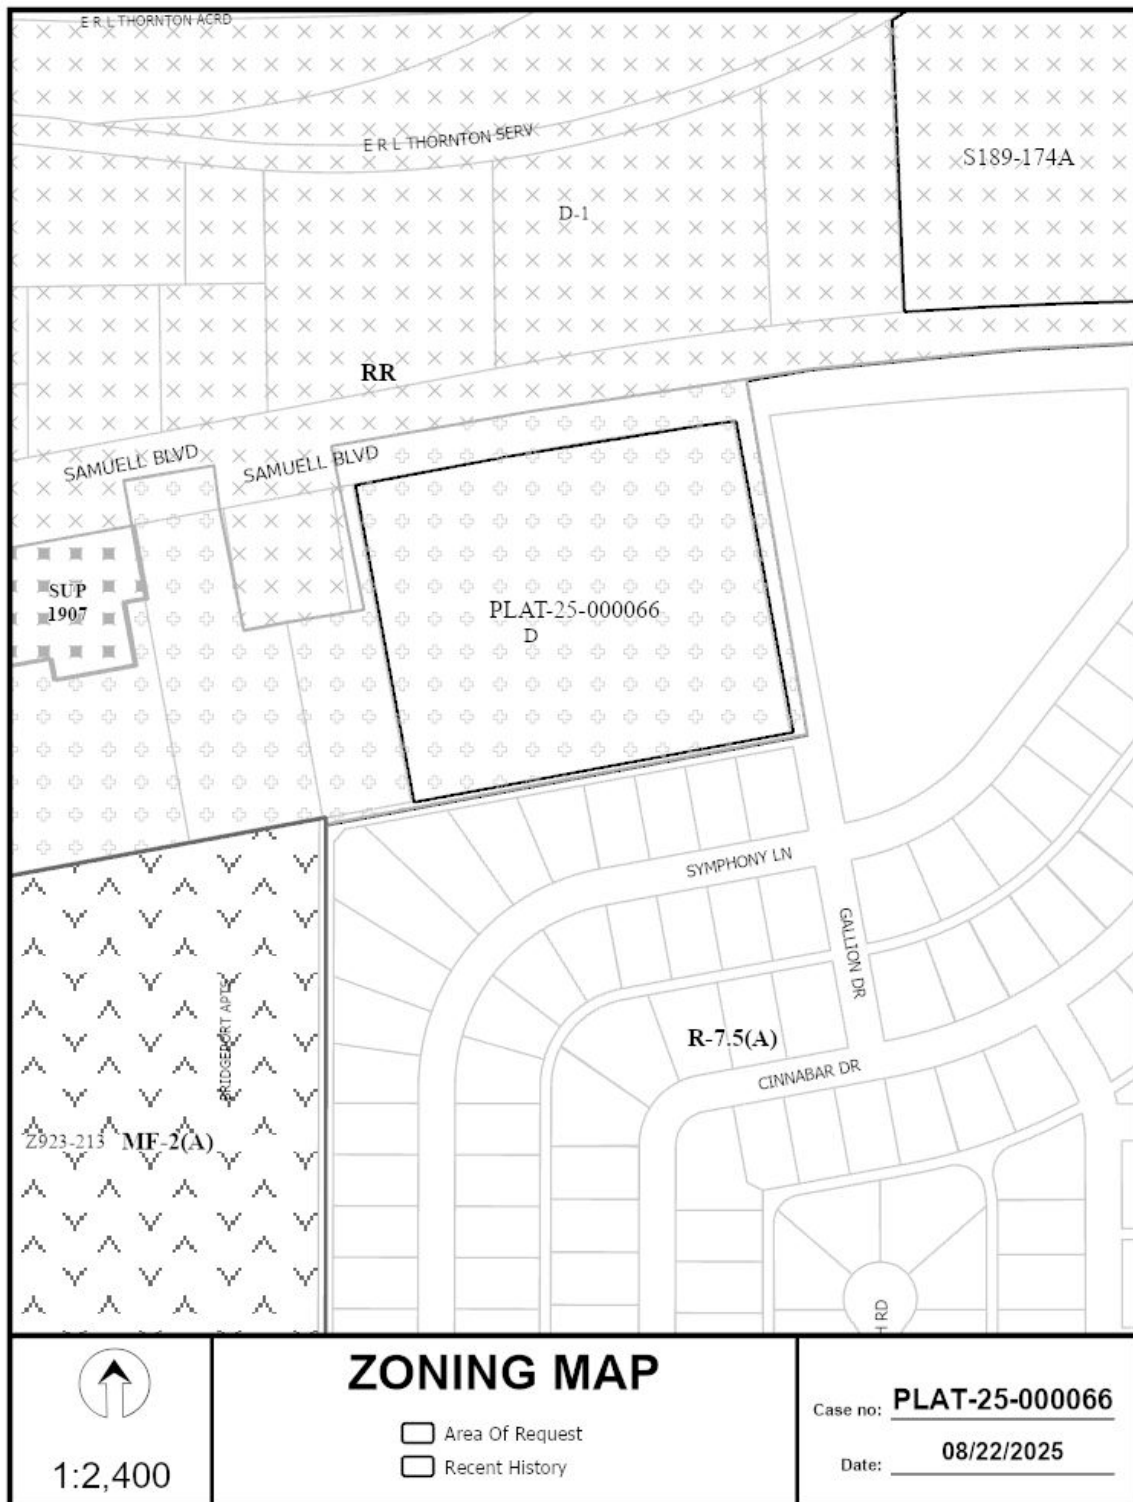 E R L THORNTON ACRD
E R L THORNTON SERV
S189-174A
D-1
RR
SAMUELL BLVD
SAMUELL BLVD
SUP
1907
PLAT-25-000066
D
SYMPHONY LN
GALLION DR
BRIDGEPORT APTS
R-7.5(A)
CINNABAR DR
Z923-213 MF-2(A)
H RD
ZONING MAP
Area Of Request
Recent History
1:2,400
Case no: PLAT-25-000066
Date: 08/22/2025